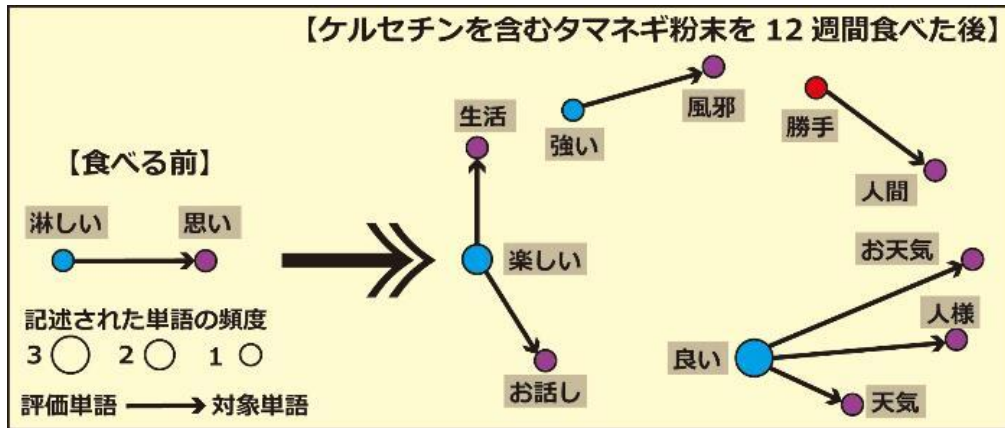 【ケルセチンを含むタマネギ粉末を 12 週間食べた後】
【食べる前】
淋しい
思い
記述された単語の頻度
3 2 1
評価単語 → 対象単語
生活
楽しい
お話し
強い
風邪
勝手
人間
お天気
人様
良い
天気